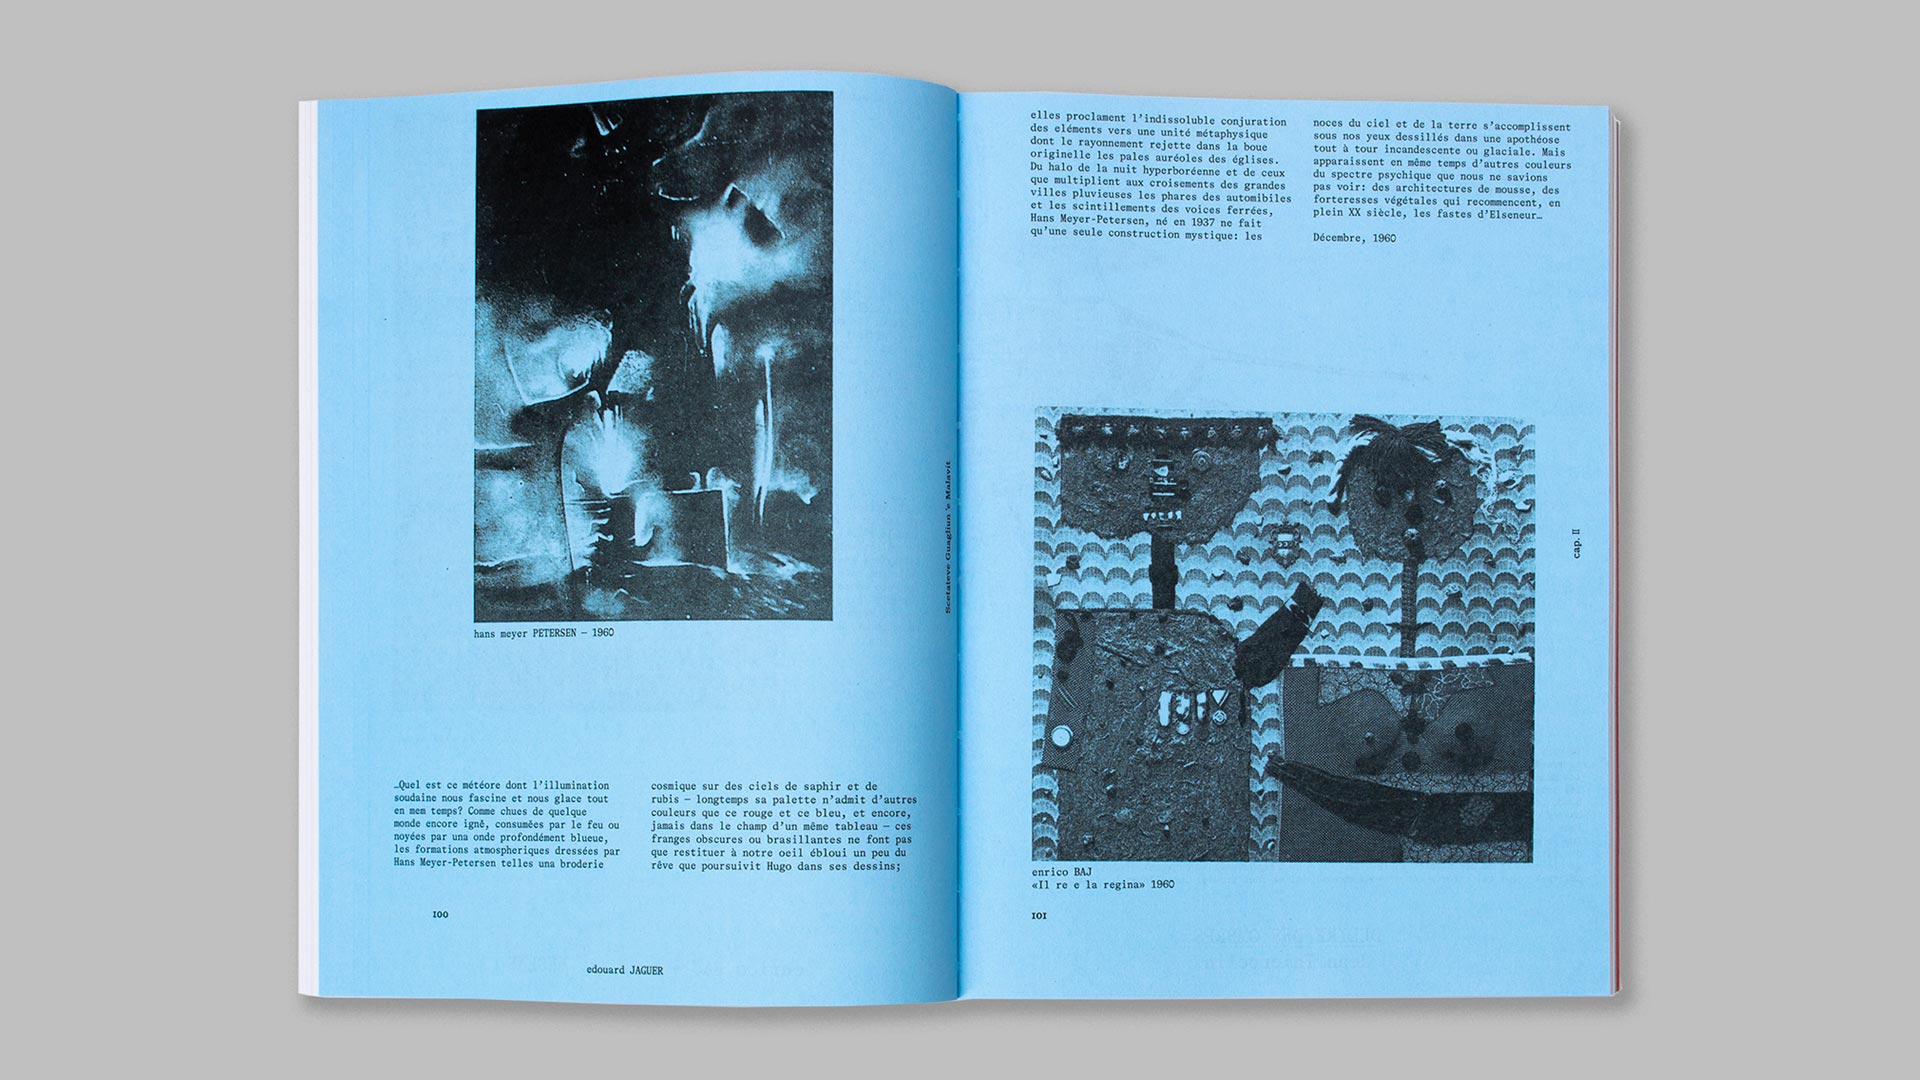 hans meyer PETERSEN — 1960
…Quel est ce météore dont l'illumination
soudaine nous fascine et nous glace tout
en mem temps? Comme chues de quelque
monde encore igné, consumées par le feu ou
noyées par una onde profondément blueue,
les formations atmospheriques dressées par
Hans Meyer-Petersen telles una broderie
cosmique sur des ciels de saphir et de
rubis — longtemps sa palette n'admit d'autres
couleurs que ce rouge et ce bleu, et encore,
jamais dans le champ d'un même tableau — ces
franges obscures ou brasillantes ne font pas
que restituer à notre oeil ébloui un peu du
rêve que poursuivit Hugo dans ses dessins;
100
edouard JAGUER
Scetateve Guagliun 'e Malavit
elles proclament l'indissoluble conjuration
des eléments vers une unité métaphysique
dont le rayonnement rejette dans la boue
originelle les pales auréoles des églises.
Du halo de la nuit hyperboréenne et de ceux
que multiplient aux croisements des grandes
villes pluvieuses les phares des automibiles
et les scintillements des voices ferrées,
Hans Meyer-Petersen, né en 1937 ne fait
qu'une seule construction mystique: les
noces du ciel et de la terre s'accomplissent
sous nos yeux dessillés dans une apothéose
tout à tour incandescente ou glaciale. Mais
apparaissent en même temps d'autres couleurs
du spectre psychique que nous ne savions
pas voir: des architectures de mousse, des
forteresses végétales qui recommencent, en
plein XX siècle, les fastes d'Elseneur…
Décembre, 1960
cap. II
enrico BAJ
«Il re e la regina» 1960
101